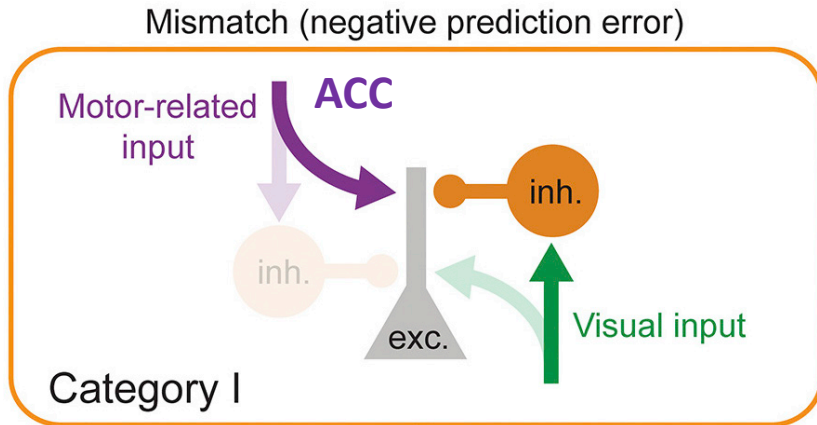 Mismatch (negative prediction error)
ACC
Motor-related
input
inh.
inh.
exc.
Visual input
Category I